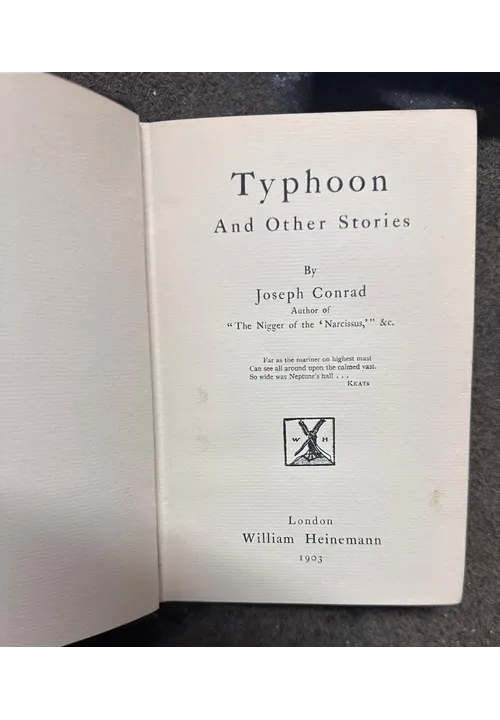 Typhoon
And Other Stories
By
Joseph Conrad
Author of
"The Nigger of the 'Narcissus,'" &c.
Far as the mariner on highest mast
Can see all around upon the calmed vast.
So wide was Neptune's hall . . .
KEATS
W H
London
William Heinemann
1903